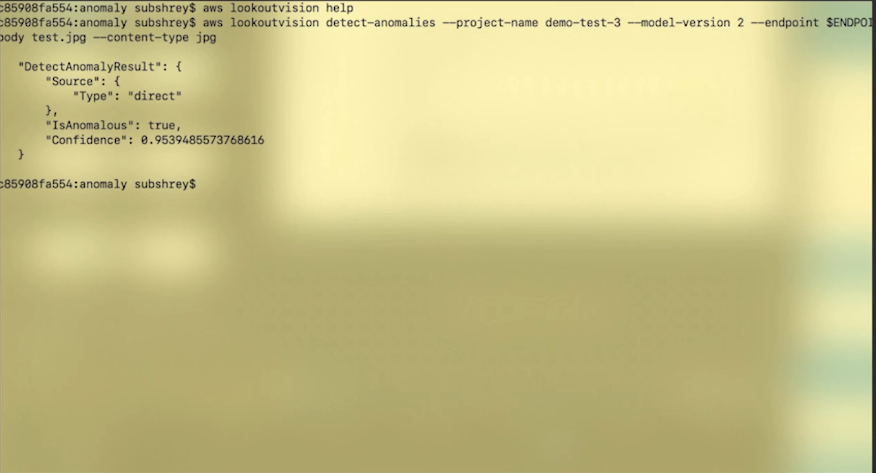 c85908fa554:anomaly subshrey$ aws lookoutvision help
c85908fa554:anomaly subshrey$ aws lookoutvision detect-anomalies --project-name demo-test-3 --model-version 2 --endpoint $ENDPOI
body test.jpg --content-type jpg
"DetectAnomalyResult": {
"Source": {
"Type": "direct"
},
"IsAnomalous": true,
"Confidence": 0.9539485573768616
}
c85908fa554:anomaly subshrey$